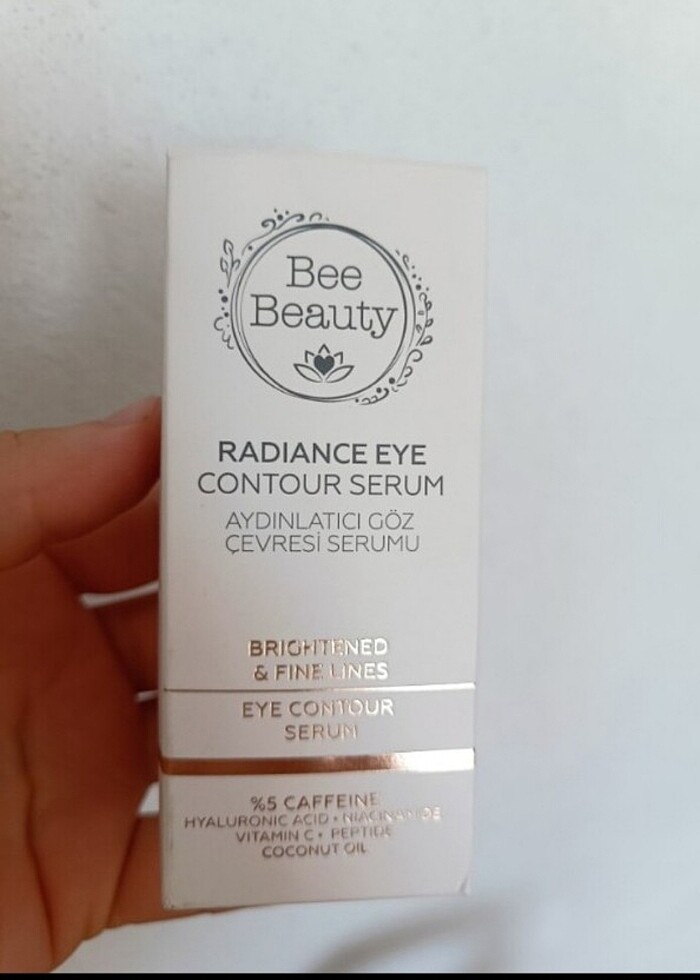 Bee
Beauty
RADIANCE EYE
CONTOUR SERUM
AYDINLATICI GÖZ
ÇEVRESİ SERUMU
BRIGHTENED
& FINE LINES
EYE CONTOUR
SERUM
%5 CAFFEINE
HYALURONIC ACID • NIACINAMIDE
VITAMIN C • PEPTIDE
COCONUT OIL